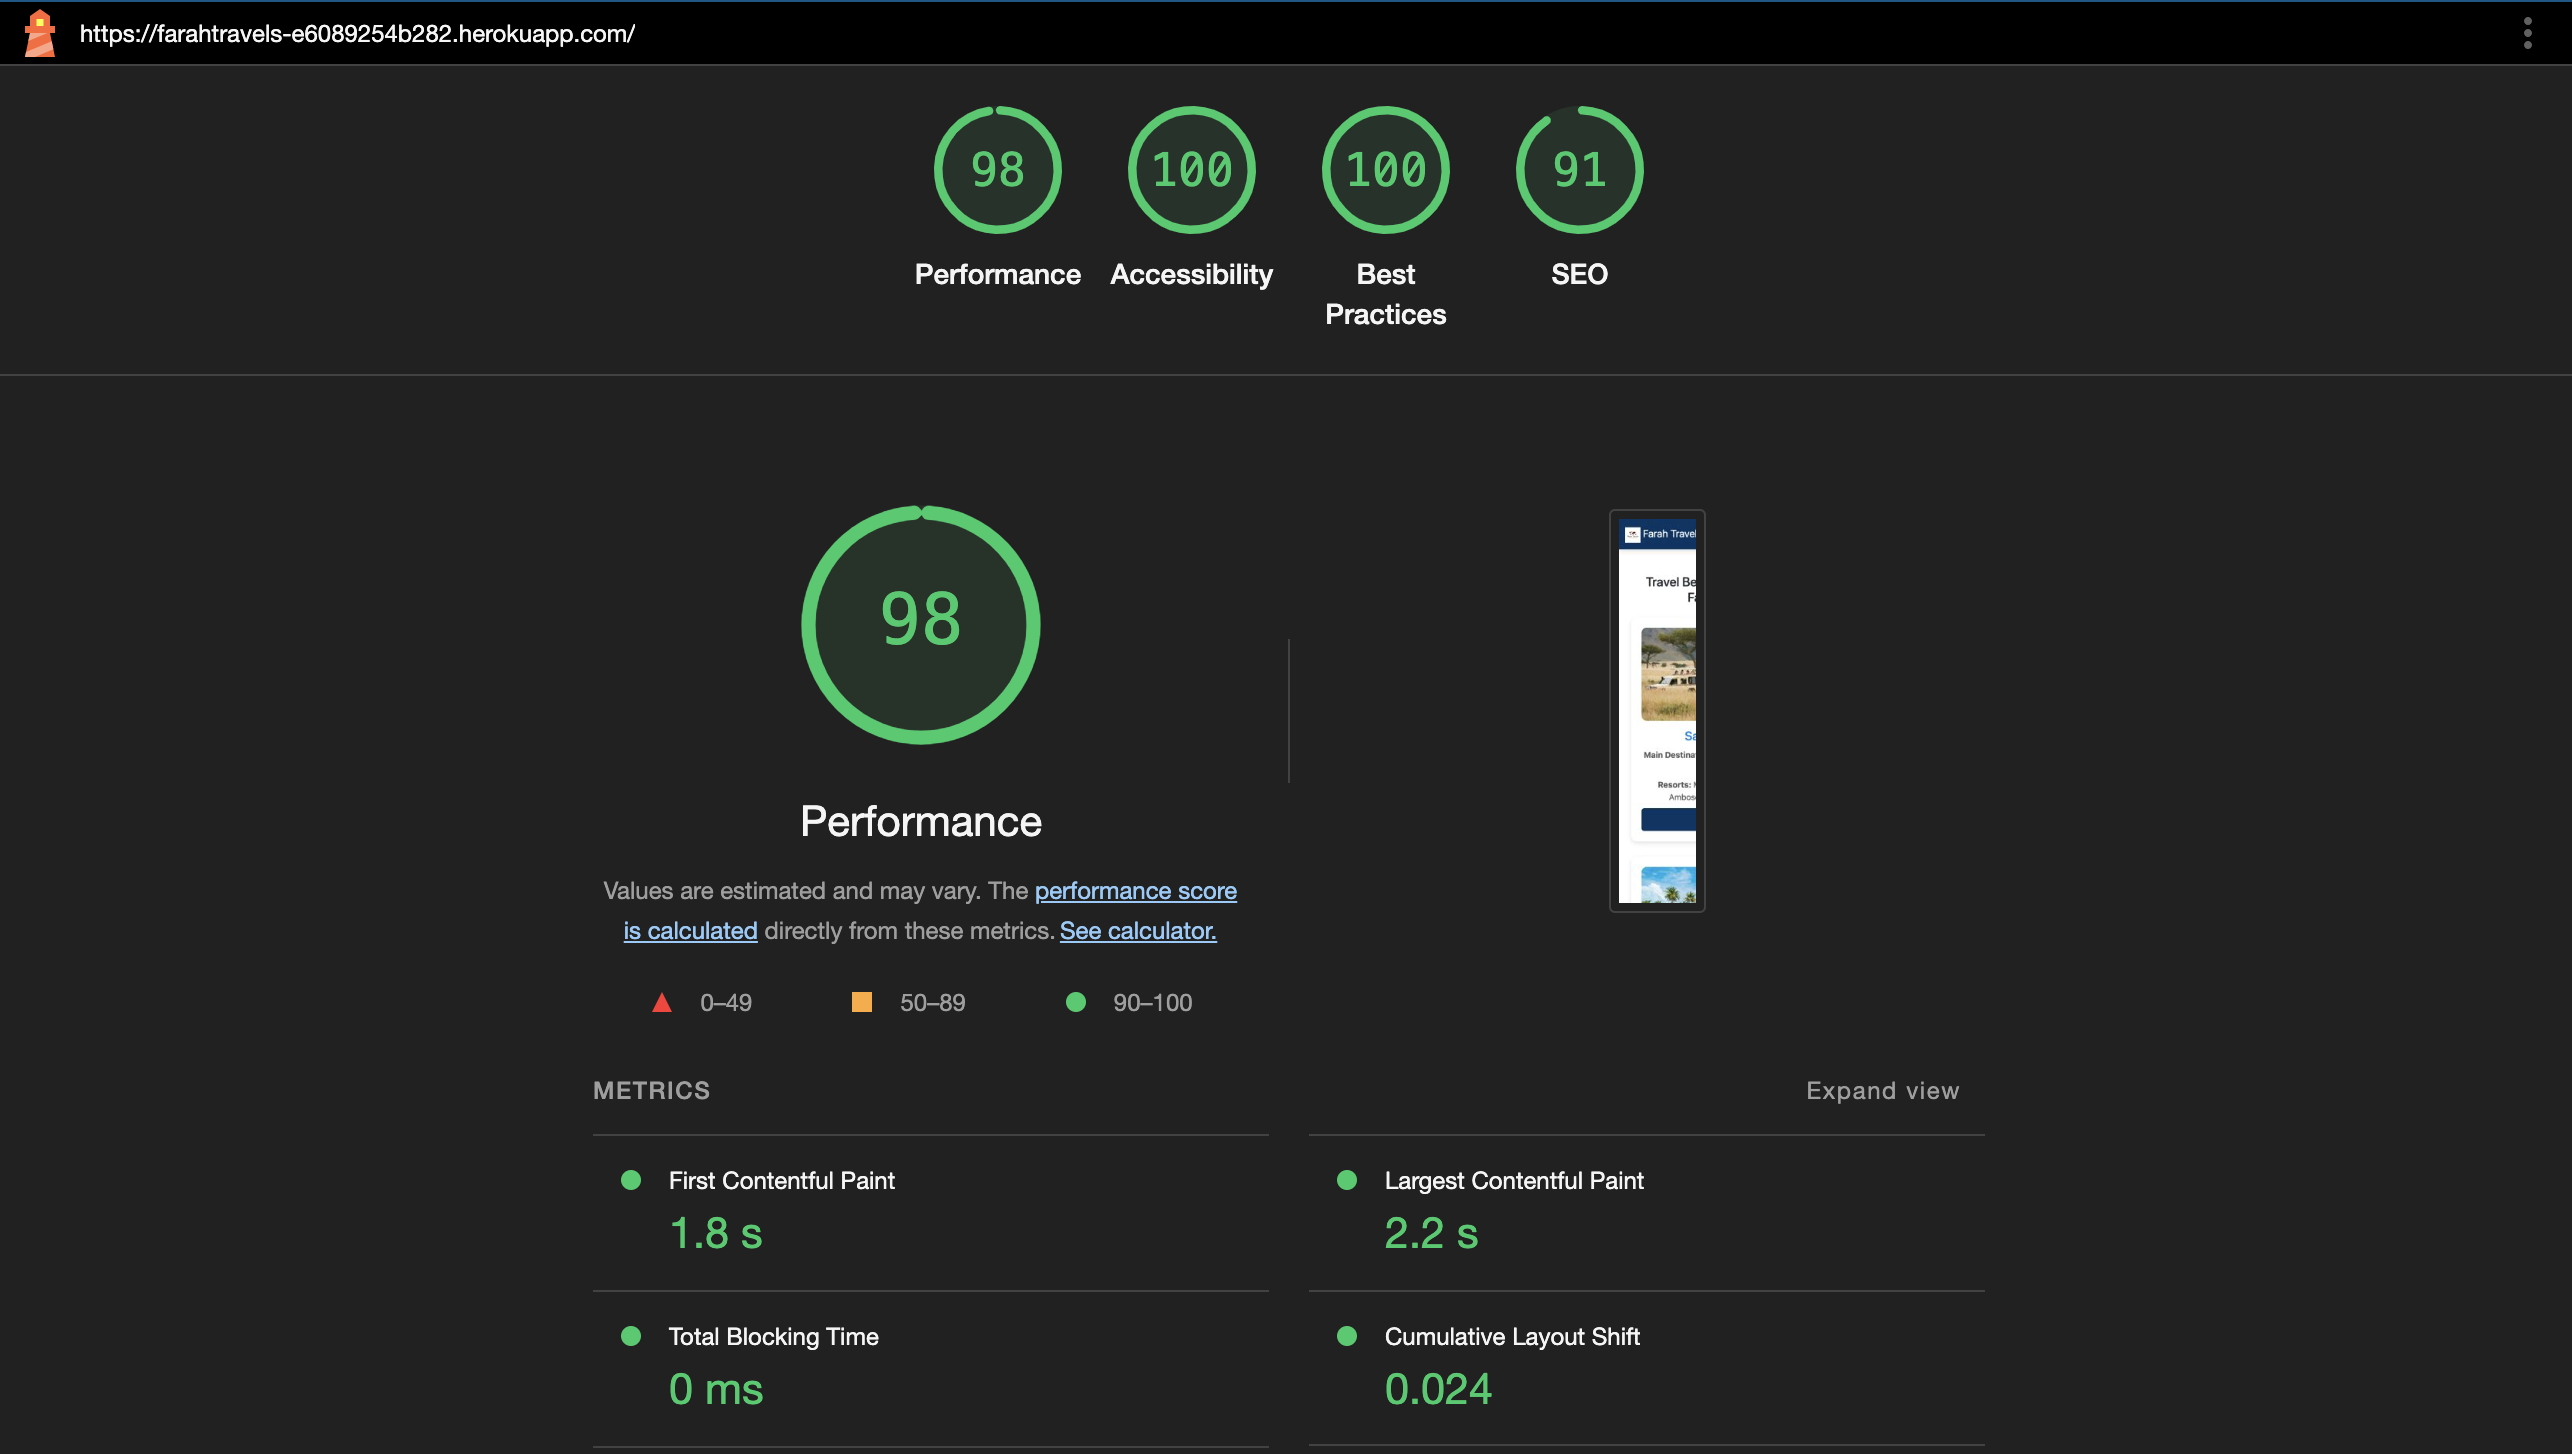 https://farahtravels-e6089254b282.herokuapp.com/
98
100
100
91
Performance
Accessibility
Best
Practices
SEO
98
Performance
Values are estimated and may vary. The performance score
is calculated directly from these metrics. See calculator.
0–49
50–89
90–100
Farah Travel
Travel Be
Fa
Sa
Main Destina
Resorts:
Ambos
METRICS
Expand view
First Contentful Paint
1.8 s
Largest Contentful Paint
2.2 s
Total Blocking Time
0 ms
Cumulative Layout Shift
0.024